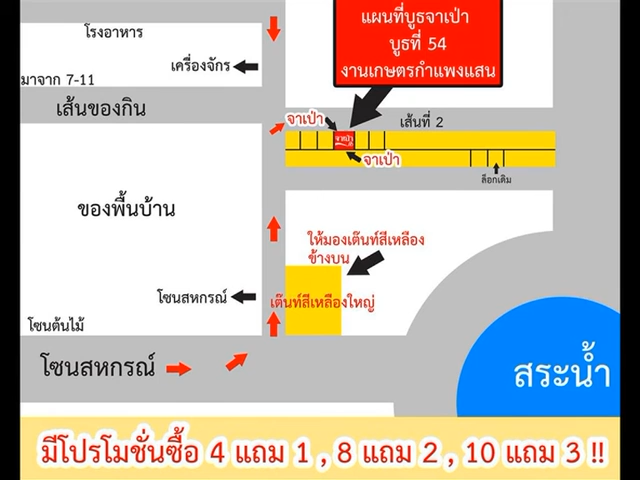 แผนที่บูธจาเป่า
บูธที่ 54
งานเกษตรกำแพงแสน
โรงอาหาร
เครื่องจักร
มาจาก 7-11
เส้นของกิน
จาเป่า
เส้นที่ 2
จาเป่า
จาเป่า
ล็อกเดิม
ของพื้นบ้าน
ให้มองเต๊นท์สีเหลือง
ข้างบน
โซนสหกรณ์
เต๊นท์สีเหลืองใหญ่
โซนต้นไม้
โซนสหกรณ์
สระน้ำ
มีโปรโมชั่นซื้อ 4 แถม 1 , 8 แถม 2 , 10 แถม 3 !!